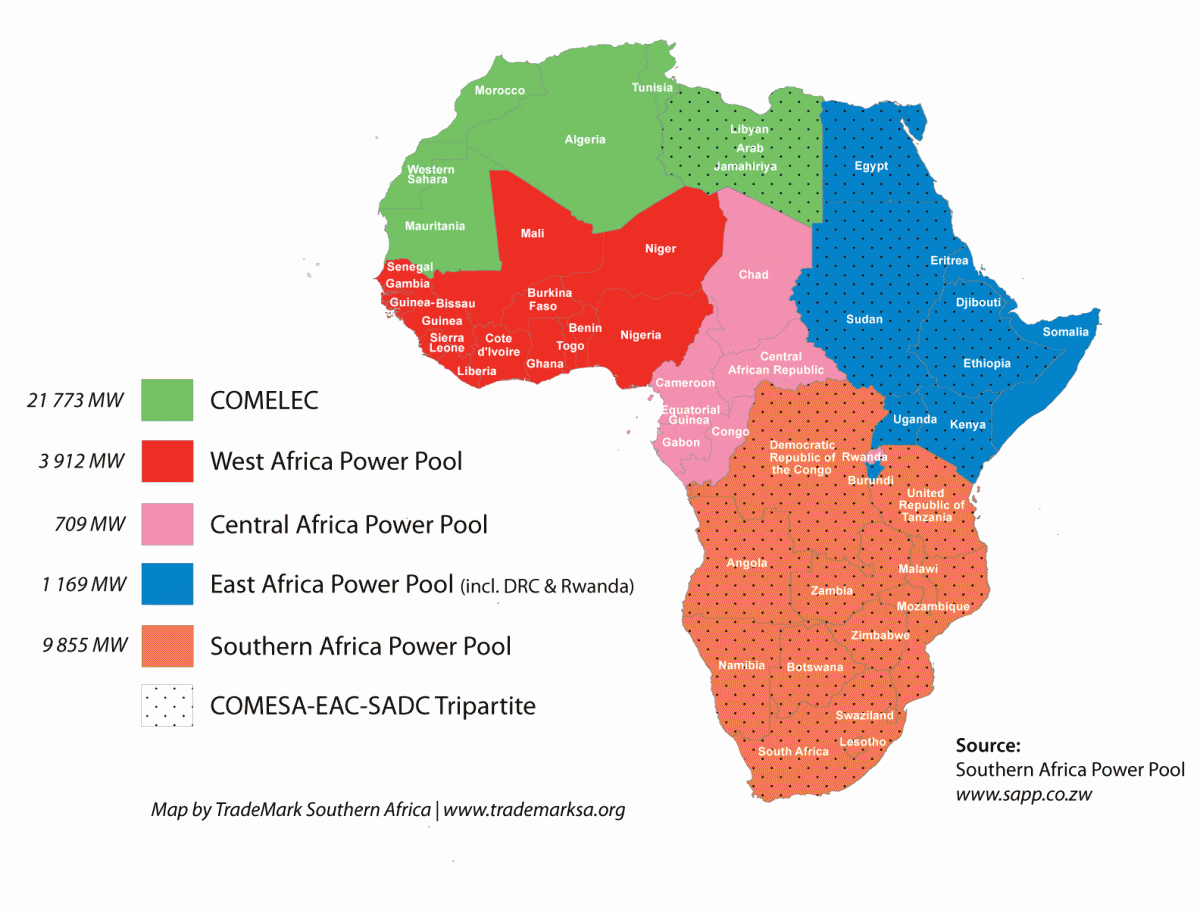 Morocco
Tunisia
Algeria
Libyan
Arab
Jamahiriya
Egypt
Western
Sahara
Mauritania
Mali
Niger
Chad
Senegal
Gambia
Guinea-Bissau
Guinea
Sierra
Leone
Liberia
Cote
d'Ivoire
Burkina
Faso
Ghana
Togo
Benin
Nigeria
Sudan
Eritrea
Djibouti
Somalia
Ethiopia
Central
African Republic
Cameroon
Equatorial
Guinea
Gabon
Congo
Uganda
Kenya
Democratic
Republic of
the Congo
Rwanda
Burundi
United
Republic of
Tanzania
Angola
Zambia
Malawi
Mozambique
Zimbabwe
Namibia
Botswana
Swaziland
Lesotho
South Africa
21 773 MW COMELEC
3 912 MW West Africa Power Pool
709 MW Central Africa Power Pool
1 169 MW East Africa Power Pool (incl. DRC & Rwanda)
9 855 MW Southern Africa Power Pool
COMESA-EAC-SADC Tripartite
Map by TradeMark Southern Africa | www.trademarksa.org
Source:
Southern Africa Power Pool
www.sapp.co.zw